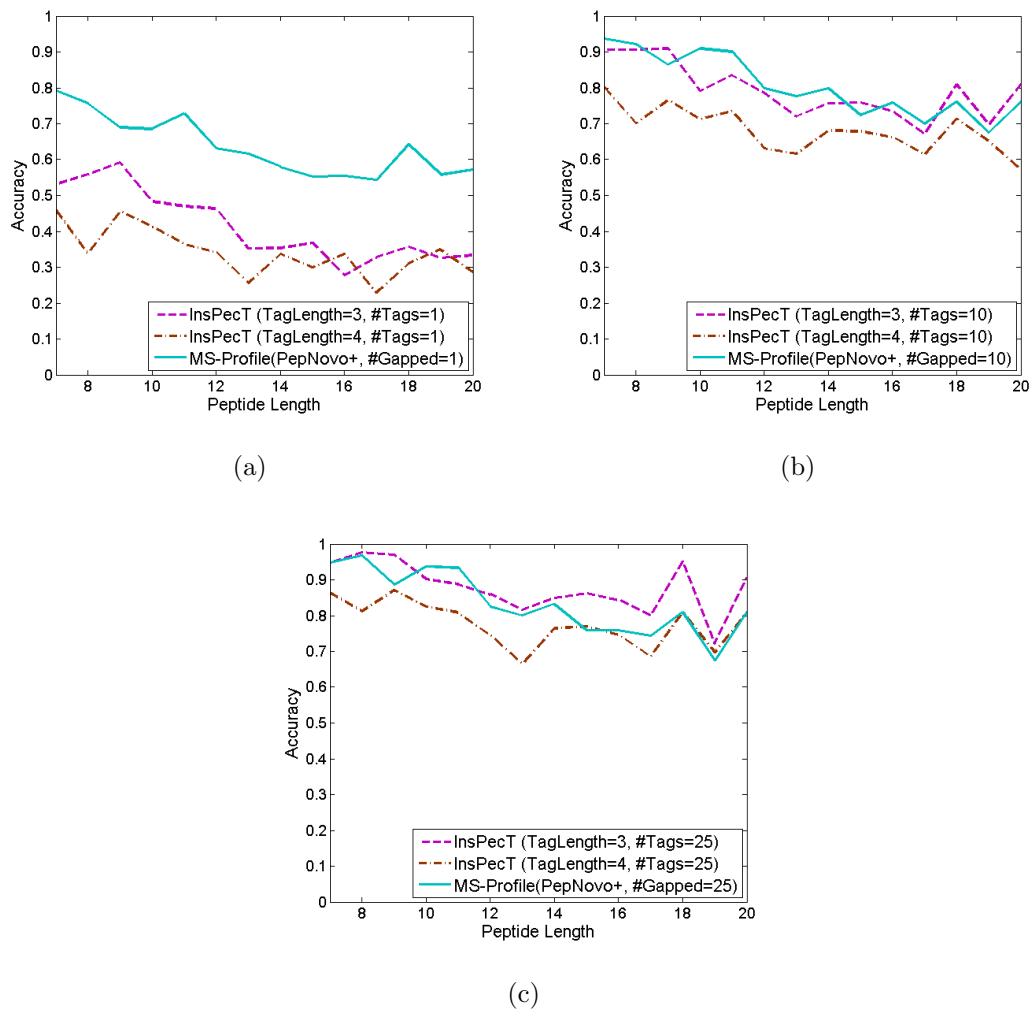 1
0.9
0.8
0.7
0.6
0.5
0.4
0.3
0.2
0.1
0
Accuracy
InsPecT (TagLength=3, #Tags=1)
InsPecT (TagLength=4, #Tags=1)
MS-Profile(PepNovo+, #Gapped=1)
8 10 12 14 16 18 20
Peptide Length
(a)
1
0.9
0.8
0.7
0.6
0.5
0.4
0.3
0.2
0.1
0
Accuracy
InsPecT (TagLength=3, #Tags=10)
InsPecT (TagLength=4, #Tags=10)
MS-Profile(PepNovo+, #Gapped=10)
8 10 12 14 16 18 20
Peptide Length
(b)
1
0.9
0.8
0.7
0.6
0.5
0.4
0.3
0.2
0.1
0
Accuracy
InsPecT (TagLength=3, #Tags=25)
InsPecT (TagLength=4, #Tags=25)
MS-Profile(PepNovo+, #Gapped=25)
8 10 12 14 16 18 20
Peptide Length
(c)